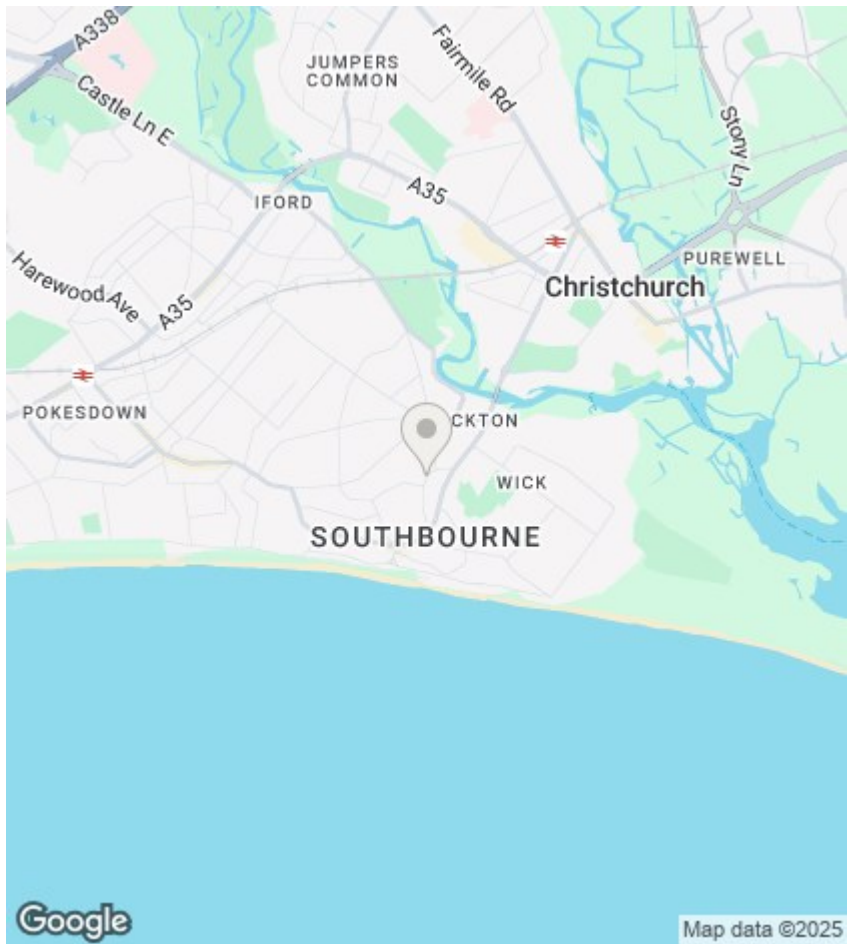 A338
JUMPERS
COMMON
Fairmile Rd
Castle Ln E
Stony Ln
A35
IFORD
PUREWELL
Harewood Ave
Christchurch
A35
POKESDOWN
CKTON
WICK
SOUTHBOURNE
Google
Map data ©2025